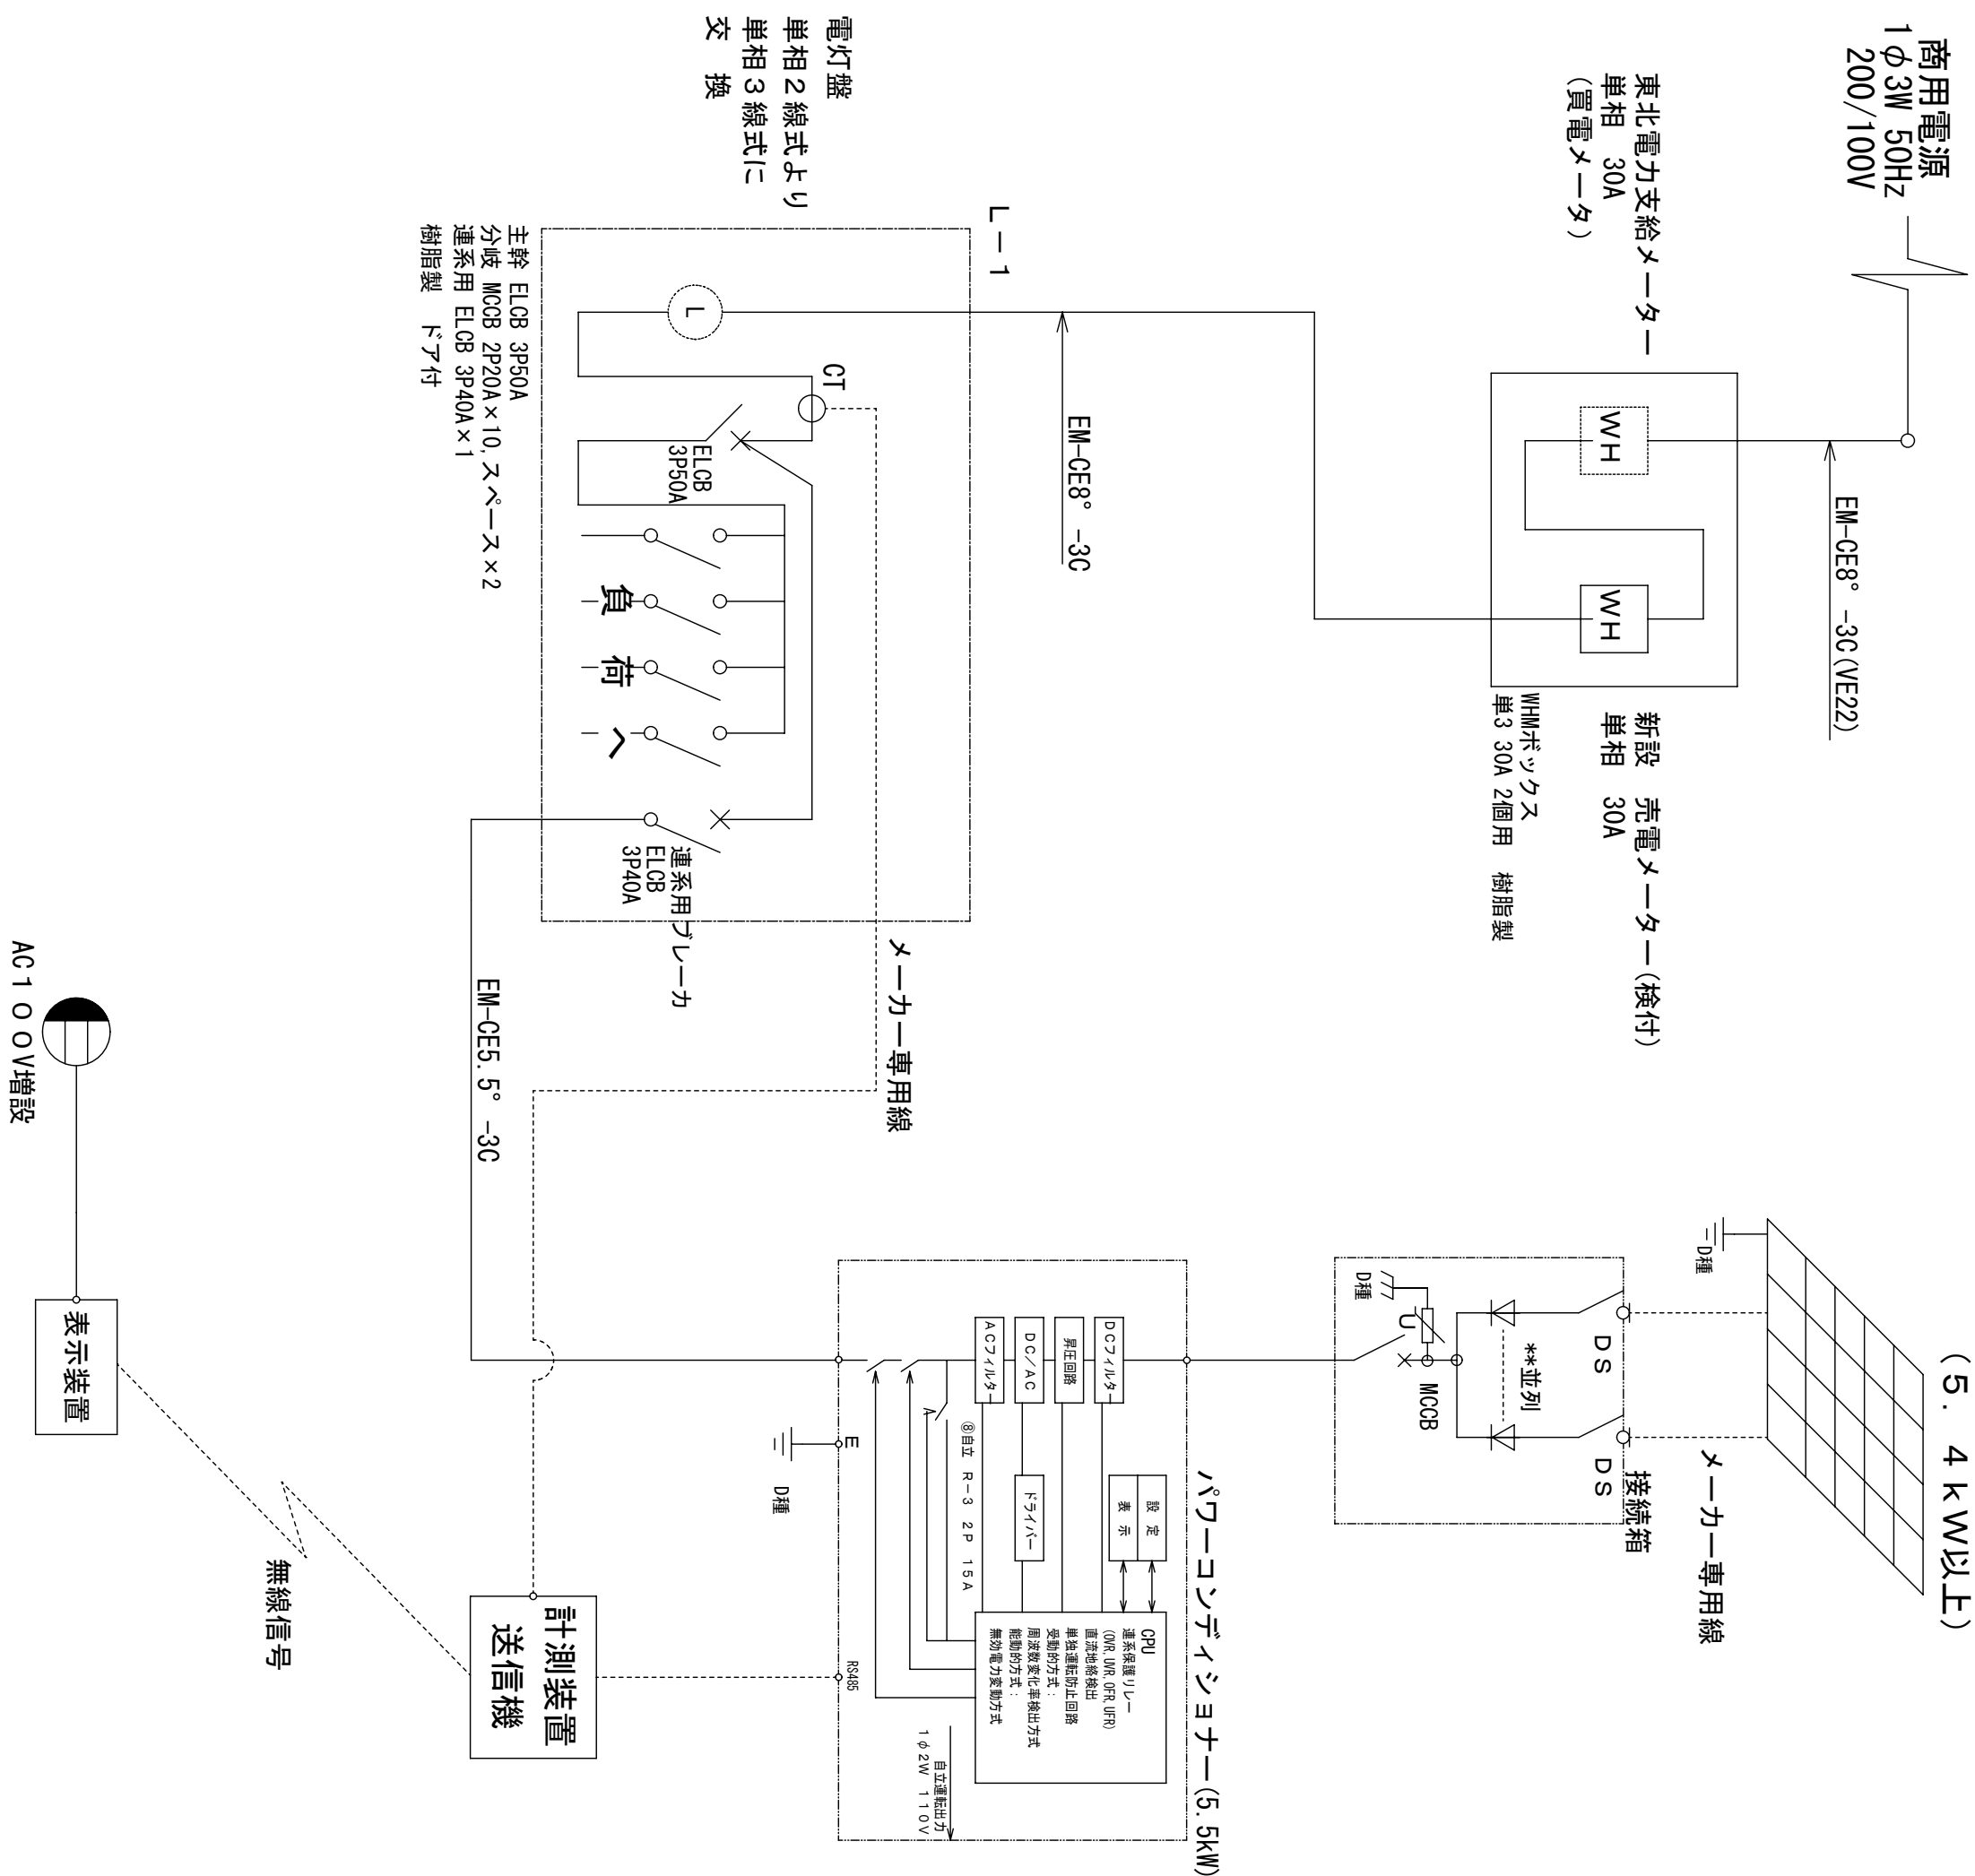 商用電源
1φ3W 50Hz
200/100V
東北電力支給メーター
単相 30A
(買電メータ)
WH
WH
EM-CE8° -3C(VE22)
新設 売電メーター(検付)
単相 30A
WHMボックス
単3 30A 2個用 樹脂製
電灯盤
単相2線式より
単相3線式に
交 換
L-1
EM-CE8° -3C
L
CT
ELCB
3P50A
負荷へ
連系用ブレーカ
ELCB
3P40A
主幹 ELCB 3P50A
分岐 MCCB 2P20A×10,スペース×2
連系用 ELCB 3P40A×1
樹脂製 ドア付
メーカー専用線
EM-CE5.5° -3C
AC100V増設
表示装置
無線信号
計測装置
送信機
(5.4kW以上)
D種
メーカー専用線
接続箱
DS
DS
**並列
MCCB
U
D種
パワーコンディショナー(5.5kW)
DCフィルター
昇圧回路
DC/AC
ACフィルター
設 定
表 示
ドライバー
⑧自立 R-3 2P 15A
A
CPU
連系保護リレー
(OVR,UVR,OFR,UFR)
直流地絡検出
単独運転防止回路
受動的方式:
周波数変化率検出方式
能動的方式:
無効電力変動方式
E
D種
RS485
自立運転出力
1φ2W 110V